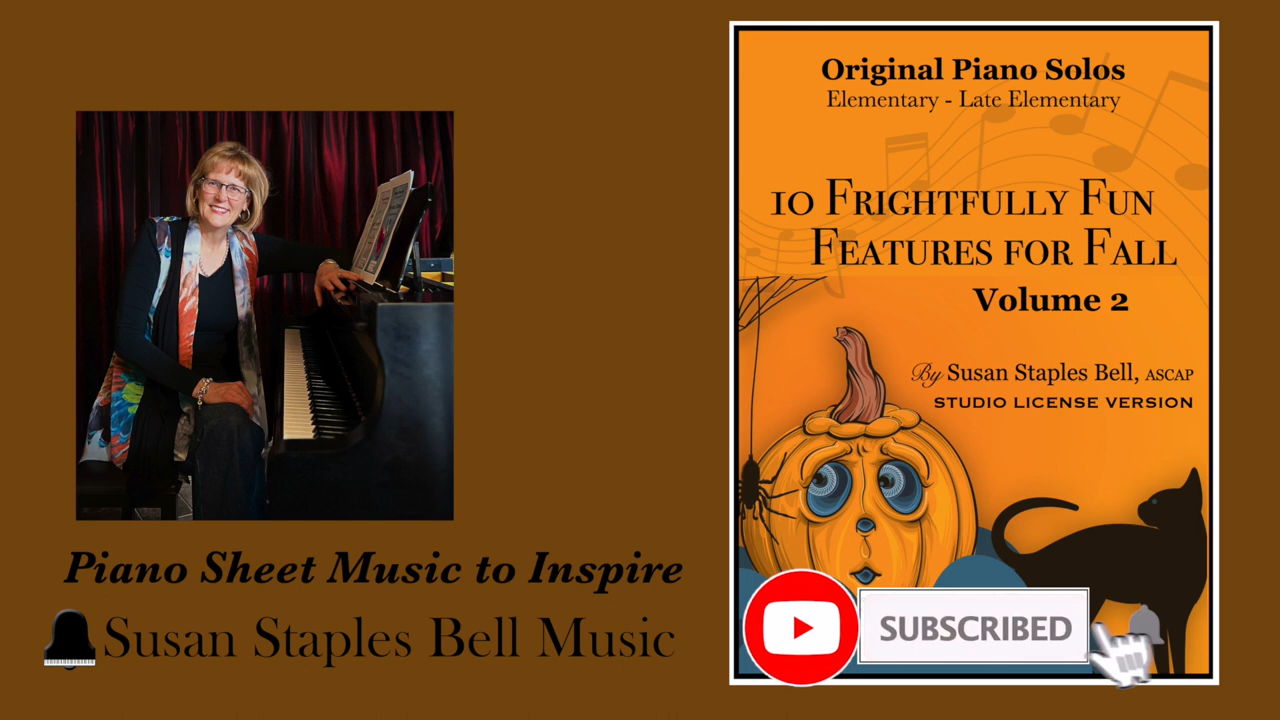 Piano Sheet Music to Inspire
Susan Staples Bell Music
Original Piano Solos
Elementary - Late Elementary
10 Frightfully Fun
Features for Fall
Volume 2
By Susan Staples Bell, ASCAP
STUDIO LICENSE VERSION
SUBSCRIBED